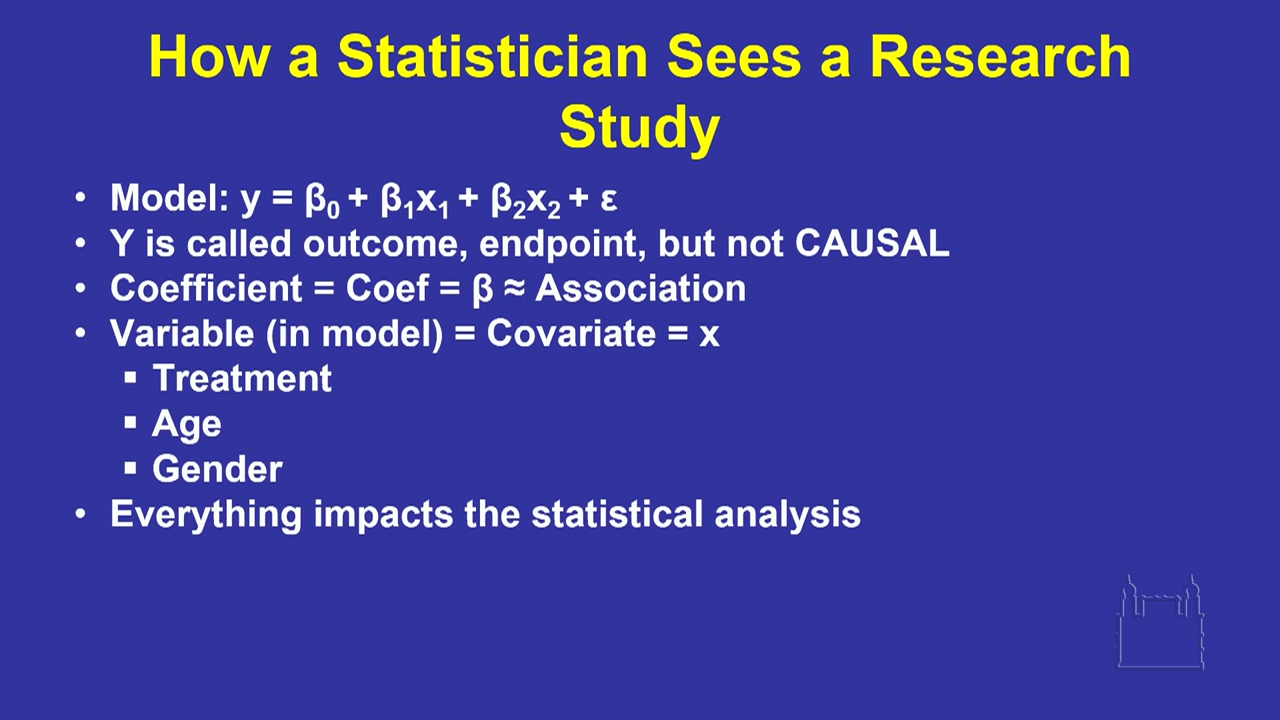 How a Statistician Sees a Research
Study
• Model: y = β₀ + β₁x₁ + β₂x₂ + ε
• Y is called outcome, endpoint, but not CAUSAL
• Coefficient = Coef = β ≈ Association
• Variable (in model) = Covariate = x
▪ Treatment
▪ Age
▪ Gender
• Everything impacts the statistical analysis